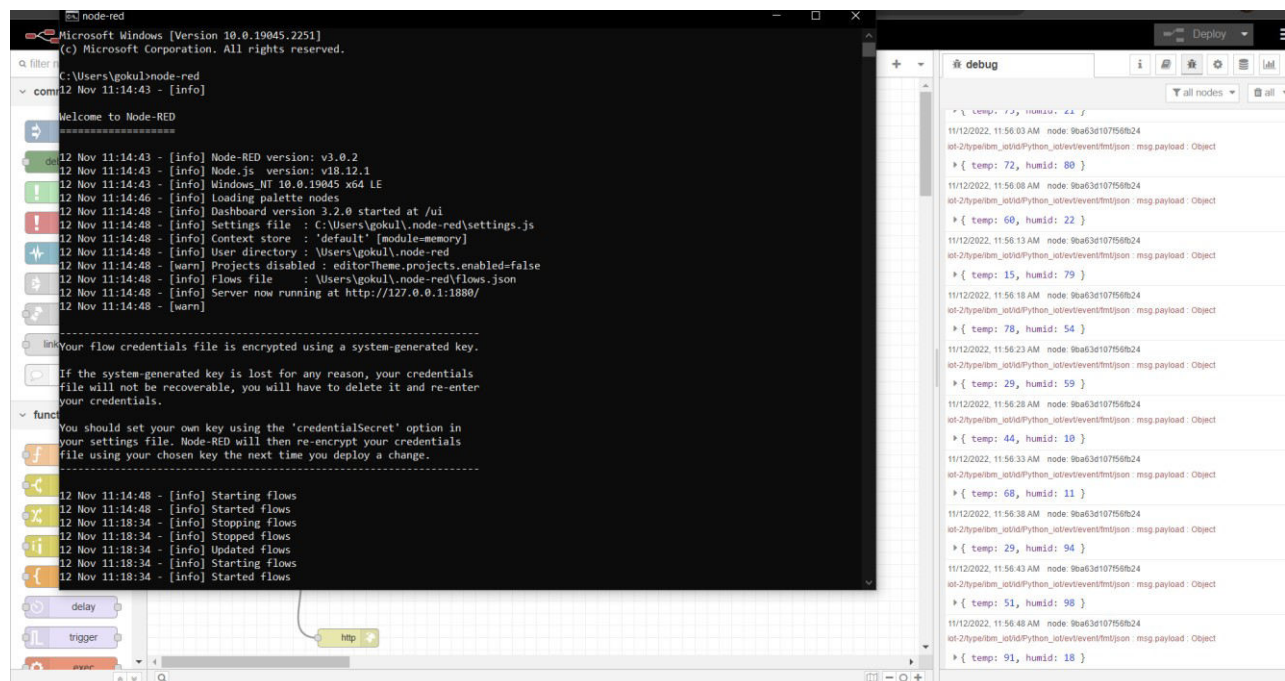 node-red
Microsoft Windows [Version 10.0.19045.2251]
(c) Microsoft Corporation. All rights reserved.
C:\Users\gokul>node-red
12 Nov 11:14:43 - [info]
Welcome to Node-RED
===================
12 Nov 11:14:43 - [info] Node-RED version: v3.0.2
12 Nov 11:14:43 - [info] Node.js  version: v18.12.1
12 Nov 11:14:43 - [info] Windows_NT 10.0.19045 x64 LE
12 Nov 11:14:46 - [info] Loading palette nodes
12 Nov 11:14:48 - [info] Dashboard version 3.2.0 started at /ui
12 Nov 11:14:48 - [info] Settings file  : C:\Users\gokul\.node-red\settings.js
12 Nov 11:14:48 - [info] Context store  : 'default' [module=memory]
12 Nov 11:14:48 - [info] User directory : \Users\gokul\.node-red
12 Nov 11:14:48 - [warn] Projects disabled : editorTheme.projects.enabled=false
12 Nov 11:14:48 - [info] Flows file     : \Users\gokul\.node-red\flows.json
12 Nov 11:14:48 - [info] Server now running at http://127.0.0.1:1880/
12 Nov 11:14:48 - [warn]
---------------------------------------------------------------------
Your flow credentials file is encrypted using a system-generated key.
If the system-generated key is lost for any reason, your credentials
file will not be recoverable, you will have to delete it and re-enter
your credentials.
You should set your own key using the 'credentialSecret' option in
your settings file. Node-RED will then re-encrypt your credentials
file using your chosen key the next time you deploy a change.
---------------------------------------------------------------------
12 Nov 11:14:48 - [info] Starting flows
12 Nov 11:14:48 - [info] Started flows
12 Nov 11:18:34 - [info] Stopping flows
12 Nov 11:18:34 - [info] Stopped flows
12 Nov 11:18:34 - [info] Updated flows
12 Nov 11:18:34 - [info] Starting flows
12 Nov 11:18:34 - [info] Started flows
filter n
com
de
link
funct
delay
trigger
exec
http
Deploy
debug
all nodes
all
{ temp: 75, humid: 21 }
11/12/2022, 11:56:03 AM node: 9ba63d107f56fb24
iot-2/type/ibm_iot/id/Python_iot/evt/event/fmt/json : msg.payload : Object
{ temp: 72, humid: 80 }
11/12/2022, 11:56:08 AM node: 9ba63d107f56fb24
iot-2/type/ibm_iot/id/Python_iot/evt/event/fmt/json : msg.payload : Object
{ temp: 60, humid: 22 }
11/12/2022, 11:56:13 AM node: 9ba63d107f56fb24
iot-2/type/ibm_iot/id/Python_iot/evt/event/fmt/json : msg.payload : Object
{ temp: 15, humid: 79 }
11/12/2022, 11:56:18 AM node: 9ba63d107f56fb24
iot-2/type/ibm_iot/id/Python_iot/evt/event/fmt/json : msg.payload : Object
{ temp: 78, humid: 54 }
11/12/2022, 11:56:23 AM node: 9ba63d107f56fb24
iot-2/type/ibm_iot/id/Python_iot/evt/event/fmt/json : msg.payload : Object
{ temp: 29, humid: 59 }
11/12/2022, 11:56:28 AM node: 9ba63d107f56fb24
iot-2/type/ibm_iot/id/Python_iot/evt/event/fmt/json : msg.payload : Object
{ temp: 44, humid: 10 }
11/12/2022, 11:56:33 AM node: 9ba63d107f56fb24
iot-2/type/ibm_iot/id/Python_iot/evt/event/fmt/json : msg.payload : Object
{ temp: 68, humid: 11 }
11/12/2022, 11:56:38 AM node: 9ba63d107f56fb24
iot-2/type/ibm_iot/id/Python_iot/evt/event/fmt/json : msg.payload : Object
{ temp: 29, humid: 94 }
11/12/2022, 11:56:43 AM node: 9ba63d107f56fb24
iot-2/type/ibm_iot/id/Python_iot/evt/event/fmt/json : msg.payload : Object
{ temp: 51, humid: 98 }
11/12/2022, 11:56:48 AM node: 9ba63d107f56fb24
iot-2/type/ibm_iot/id/Python_iot/evt/event/fmt/json : msg.payload : Object
{ temp: 91, humid: 18 }